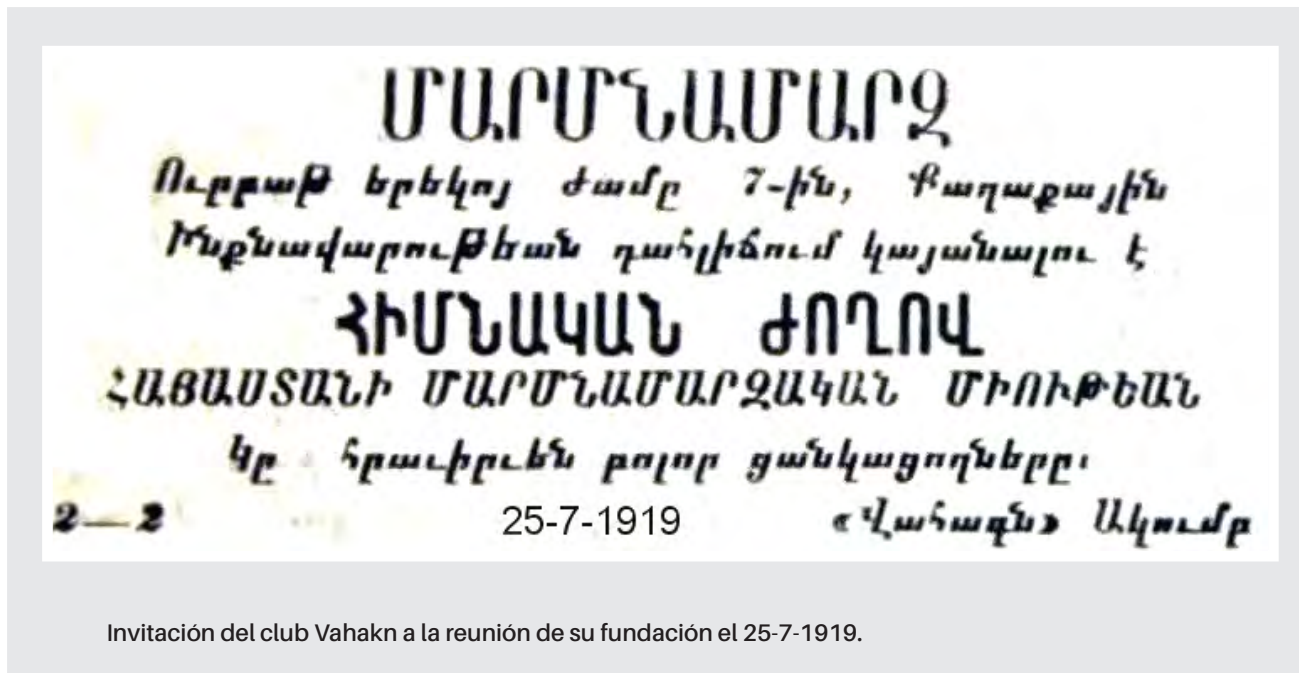 ՄԱՐՄՆԱՄԱՐԶ
Ուրբաթ երեկոյ ժամը 7-ին, Քաղաքային
Ինքնավարութեան դահլիճում կայանալու է
ՀԻՄՆԱԿԱՆ ԺՈՂՈՎ
ՀԱՅԱՍՏԱՆԻ ՄԱՐՄՆԱՄԱՐԶԱԿԱՆ ՄԻՈՒԹԵԱՆ
Կը հրաւիրւեն բոլոր ցանկացողները։
2—2 25-7-1919 «Վահագն» Ակումբ
Invitación del club Vahakn a la reunión de su fundación el 25-7-1919.